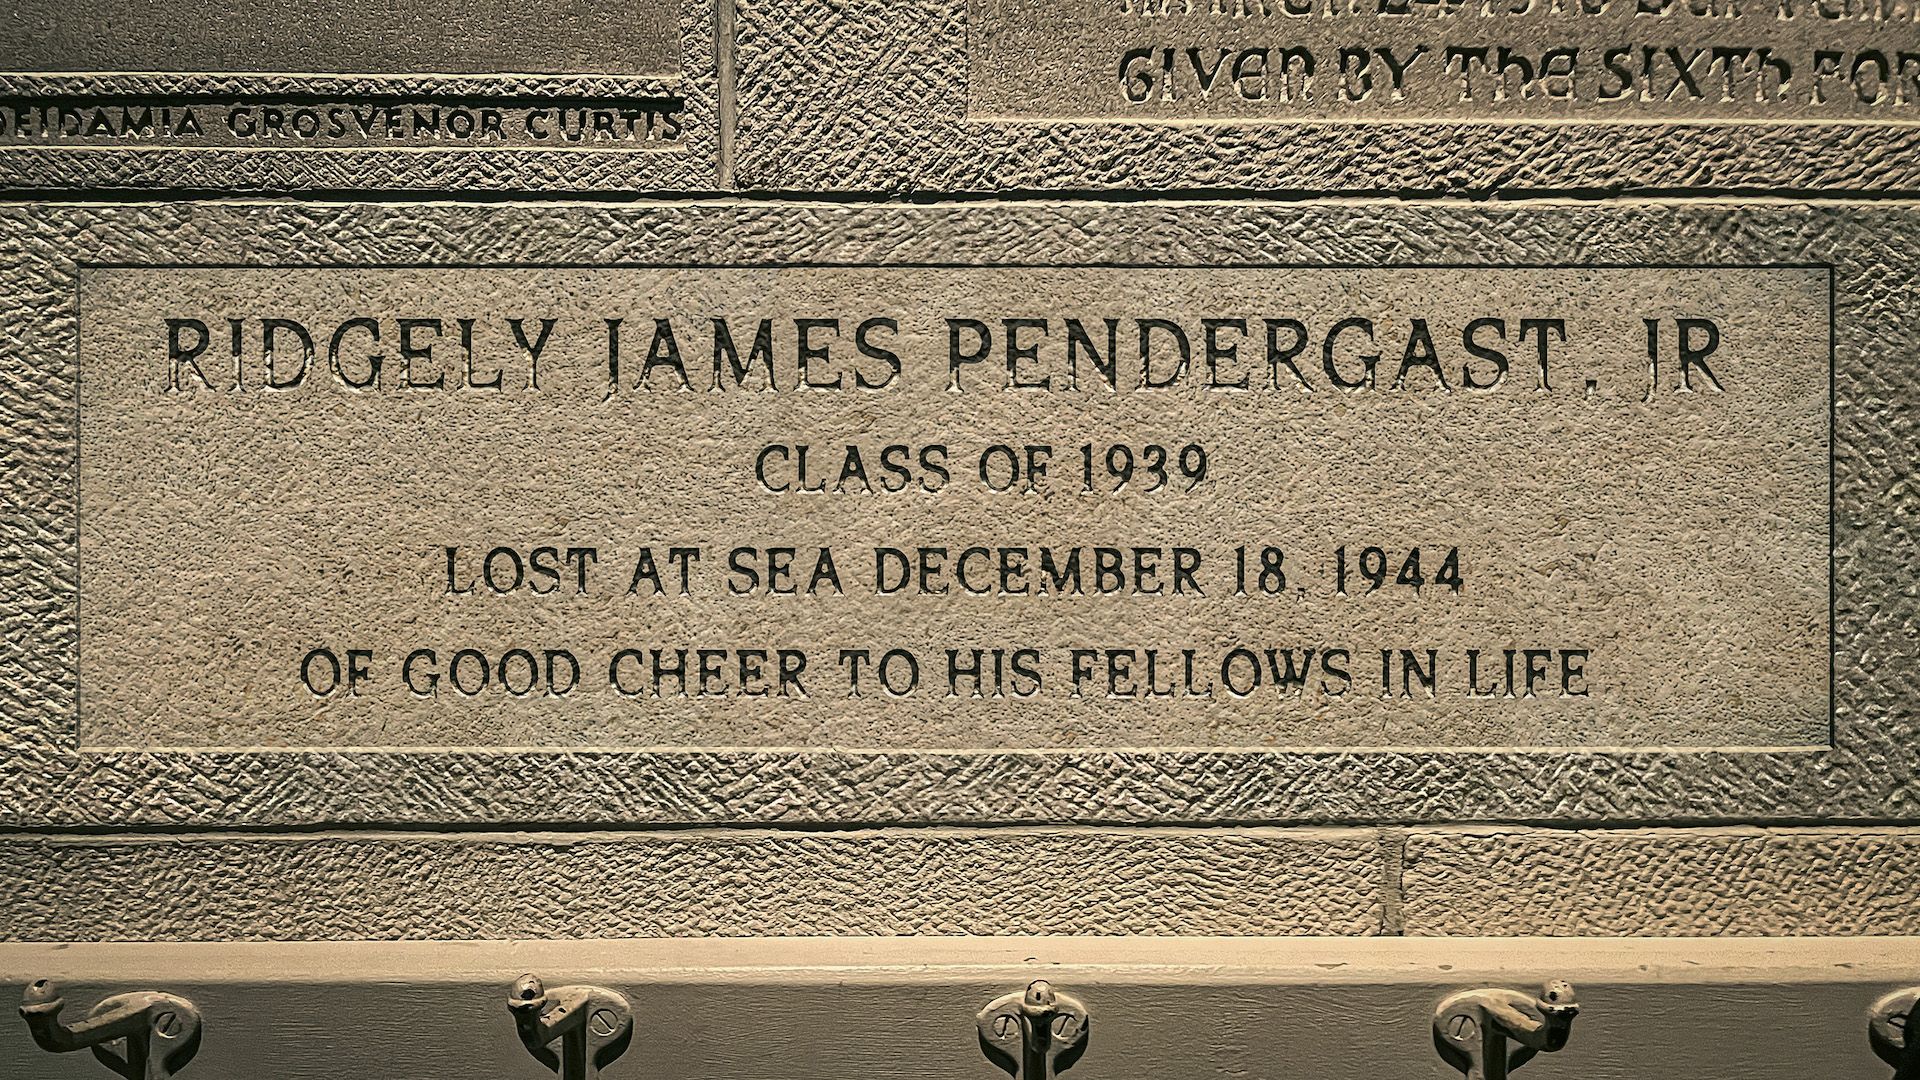 GIVEN BY THE SIXTH FOR
DEIDAMIA GROSVENOR CURTIS
RIDGELY JAMES PENDERGAST, JR
CLASS OF 1939
LOST AT SEA DECEMBER 18, 1944
OF GOOD CHEER TO HIS FELLOWS IN LIFE